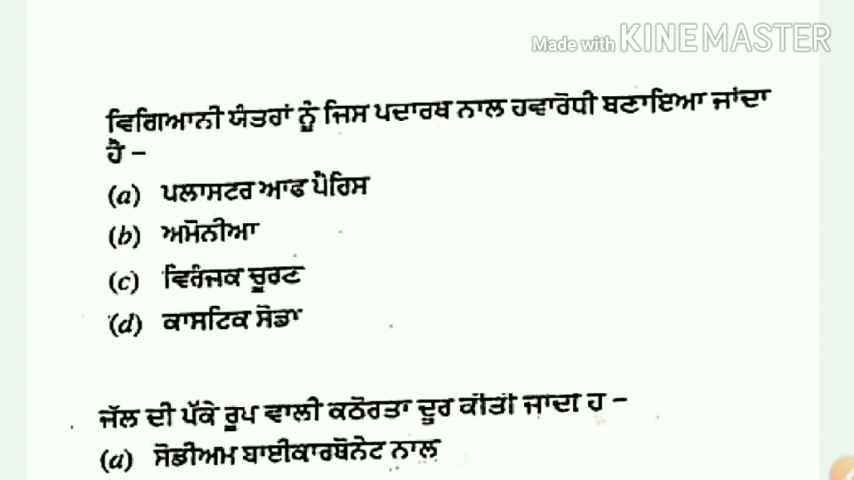 Made with KINEMASTER
ਵਿਗਿਆਨੀ ਯੰਤਰਾਂ ਨੂੰ ਜਿਸ ਪਦਾਰਥ ਨਾਲ ਹਵਾਰੋਧੀ ਬਣਾਇਆ ਜਾਂਦਾ
ਹੈ –
(a) ਪਲਾਸਟਰ ਆਫ ਪੈਰਿਸ
(b) ਅਮੋਨੀਆ
(c) ਵਿਰੰਜਕ ਚੂਰਣ
(d) ਕਾਸਟਿਕ ਸੋਡਾ
ਜੱਲ ਦੀ ਪੱਕੇ ਰੂਪ ਵਾਲੀ ਕਠੋਰਤਾ ਦੂਰ ਕੀਤੀ ਜਾਂਦੀ ਹ –
(a) ਸੋਡੀਅਮ ਬਾਈਕਾਰਬੋਨੇਟ ਨਾਲ